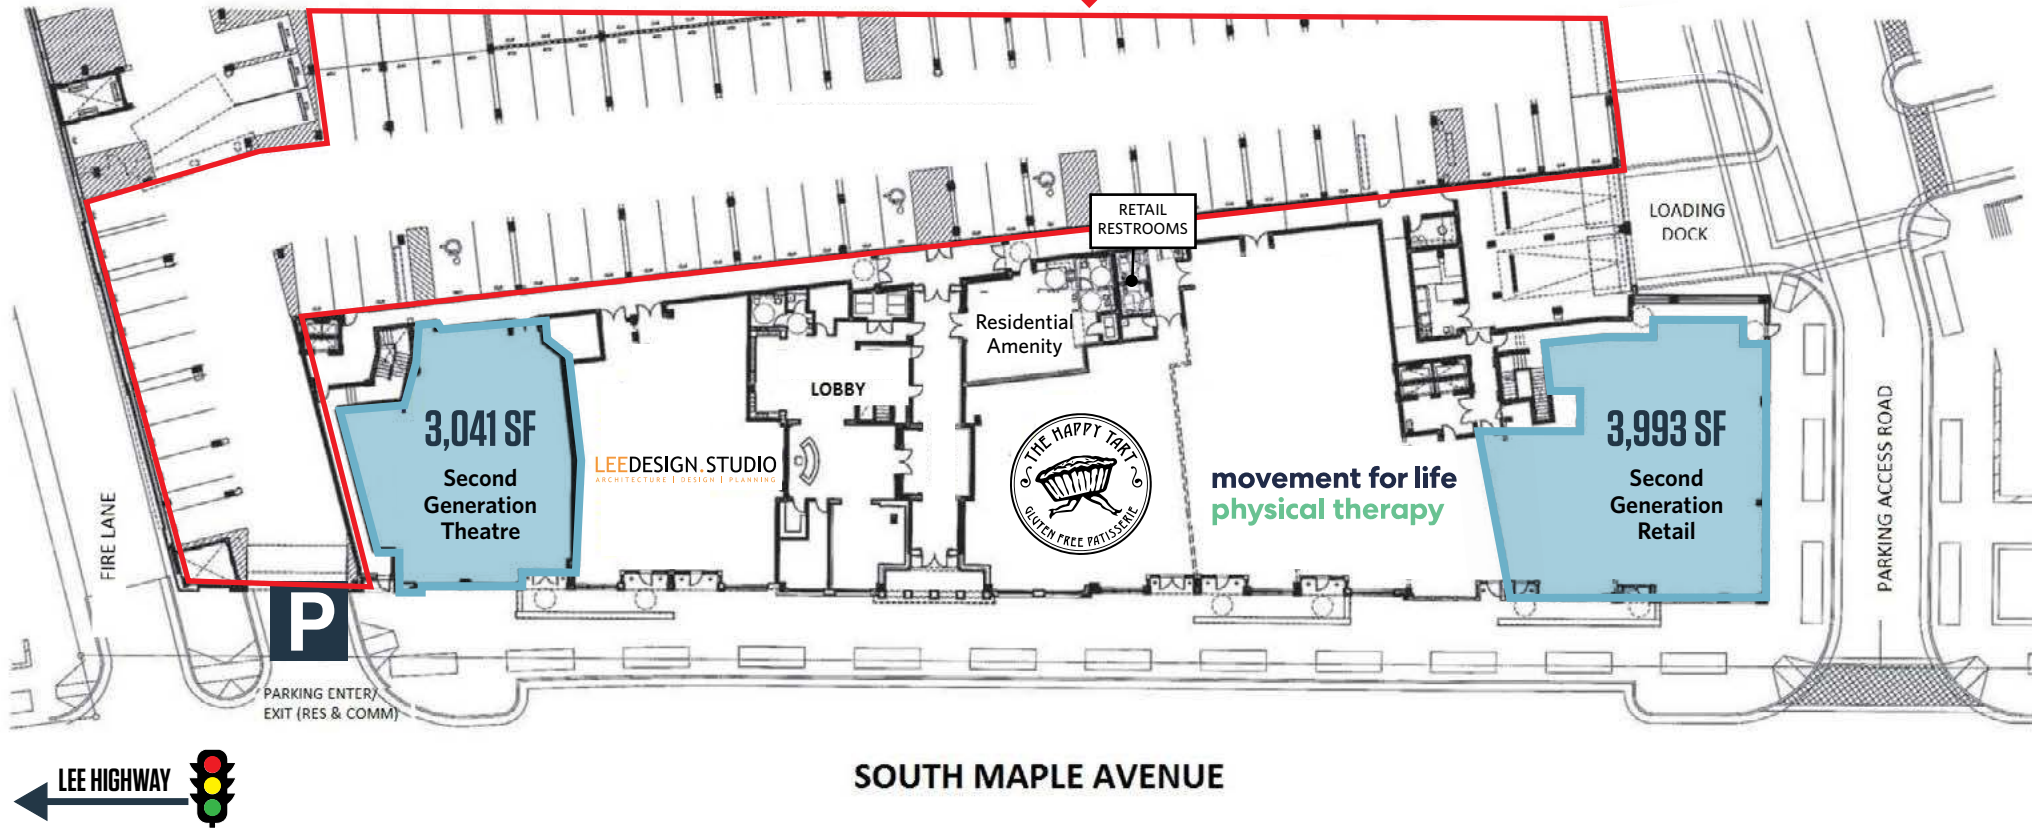 RETAIL
RESTROOMS
LOADING
DOCK
Residential
Amenity
LOBBY
3,041 SF
Second
Generation
Theatre
LEEDESIGN.STUDIO
ARCHITECTURE | DESIGN | PLANNING
THE HAPPY TART
GLUTEN FREE PATISSERIE
movement for life
physical therapy
3,993 SF
Second
Generation
Retail
FIRE LANE
PARKING ACCESS ROAD
P
PARKING ENTER/
EXIT (RES & COMM)
LEE HIGHWAY
SOUTH MAPLE AVENUE